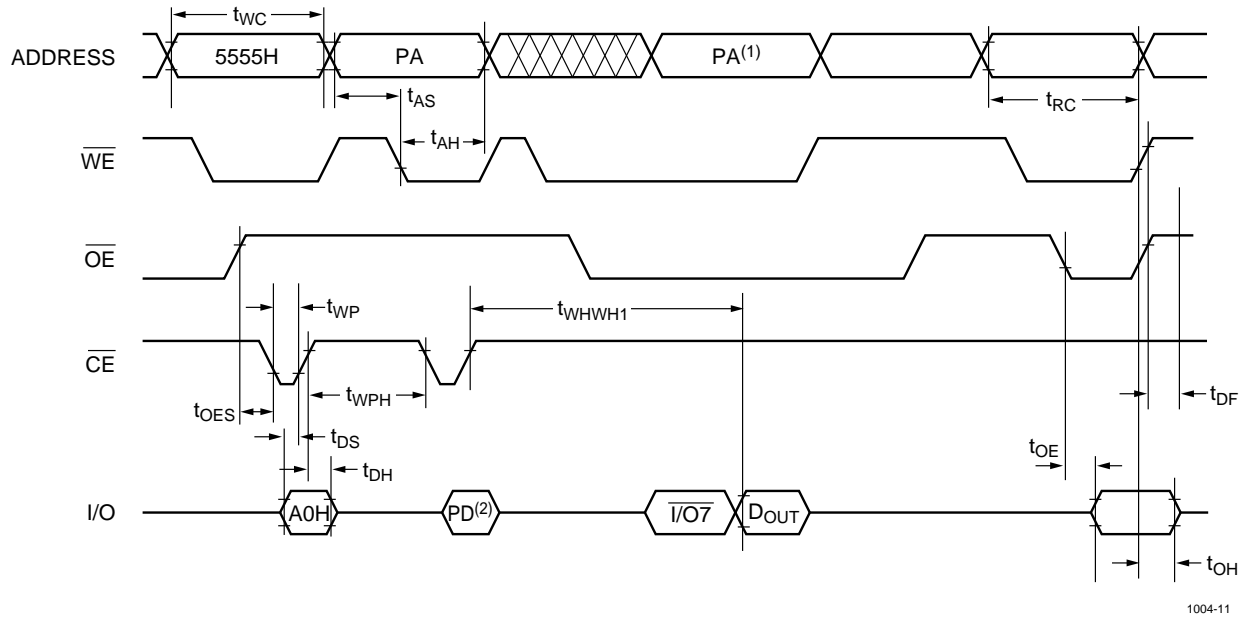 tWC
ADDRESS 5555H PA PA(1)
tAS tRC
tAH
WE
OE
tWP tWHWH1
CE
tWPH tDF
tOES
tDS tOE
tDH
I/O A0H PD(2) I/O7 DOUT
tOH
1004-11